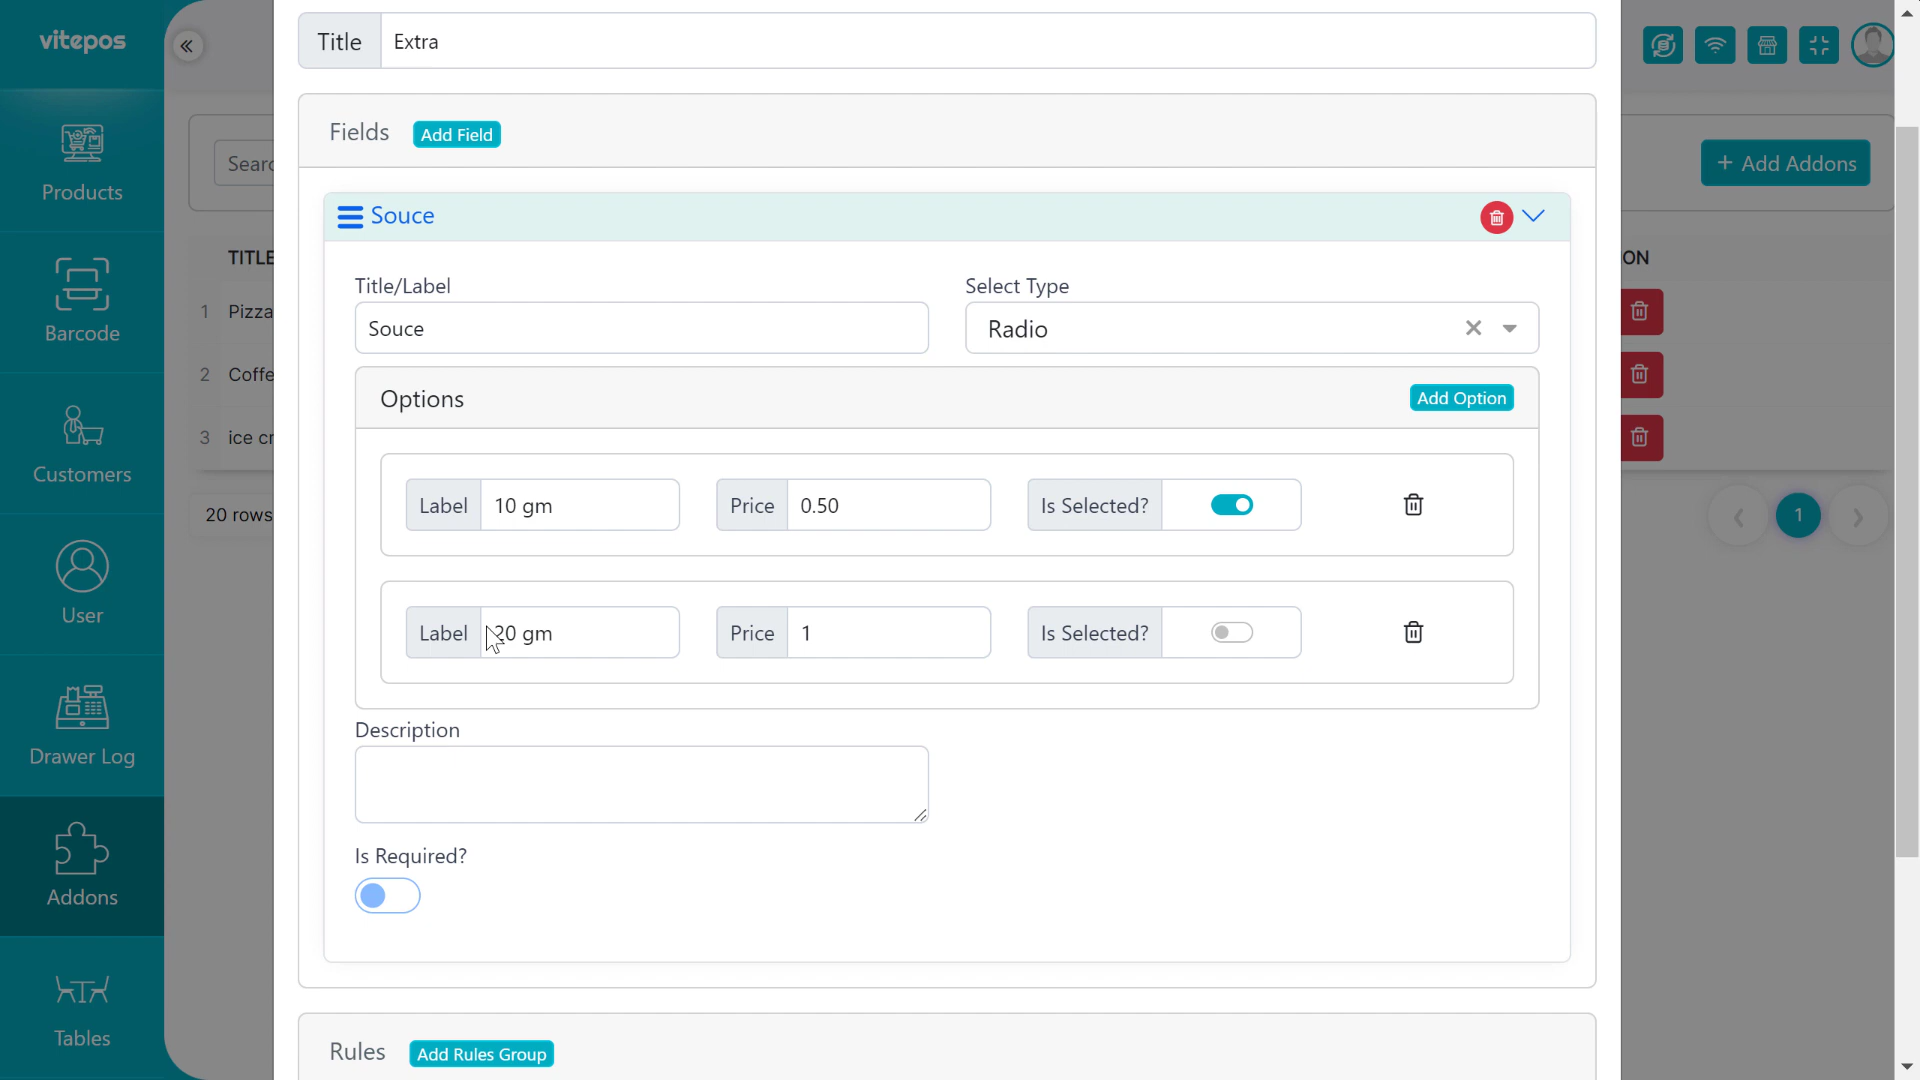 vitepos
Products
Barcode
Customers
User
Drawer Log
Addons
Tables
Title Extra
Fields Add Field
Souce
Title/Label
Souce
Select Type
Radio
Options Add Option
Label 10 gm Price 0.50 Is Selected?
Label 20 gm Price 1 Is Selected?
Description
Is Required?
Rules Add Rules Group
Searc
+ Add Addons
TITLE
ON
1 Pizza
2 Coffe
3 ice cr
20 rows
1